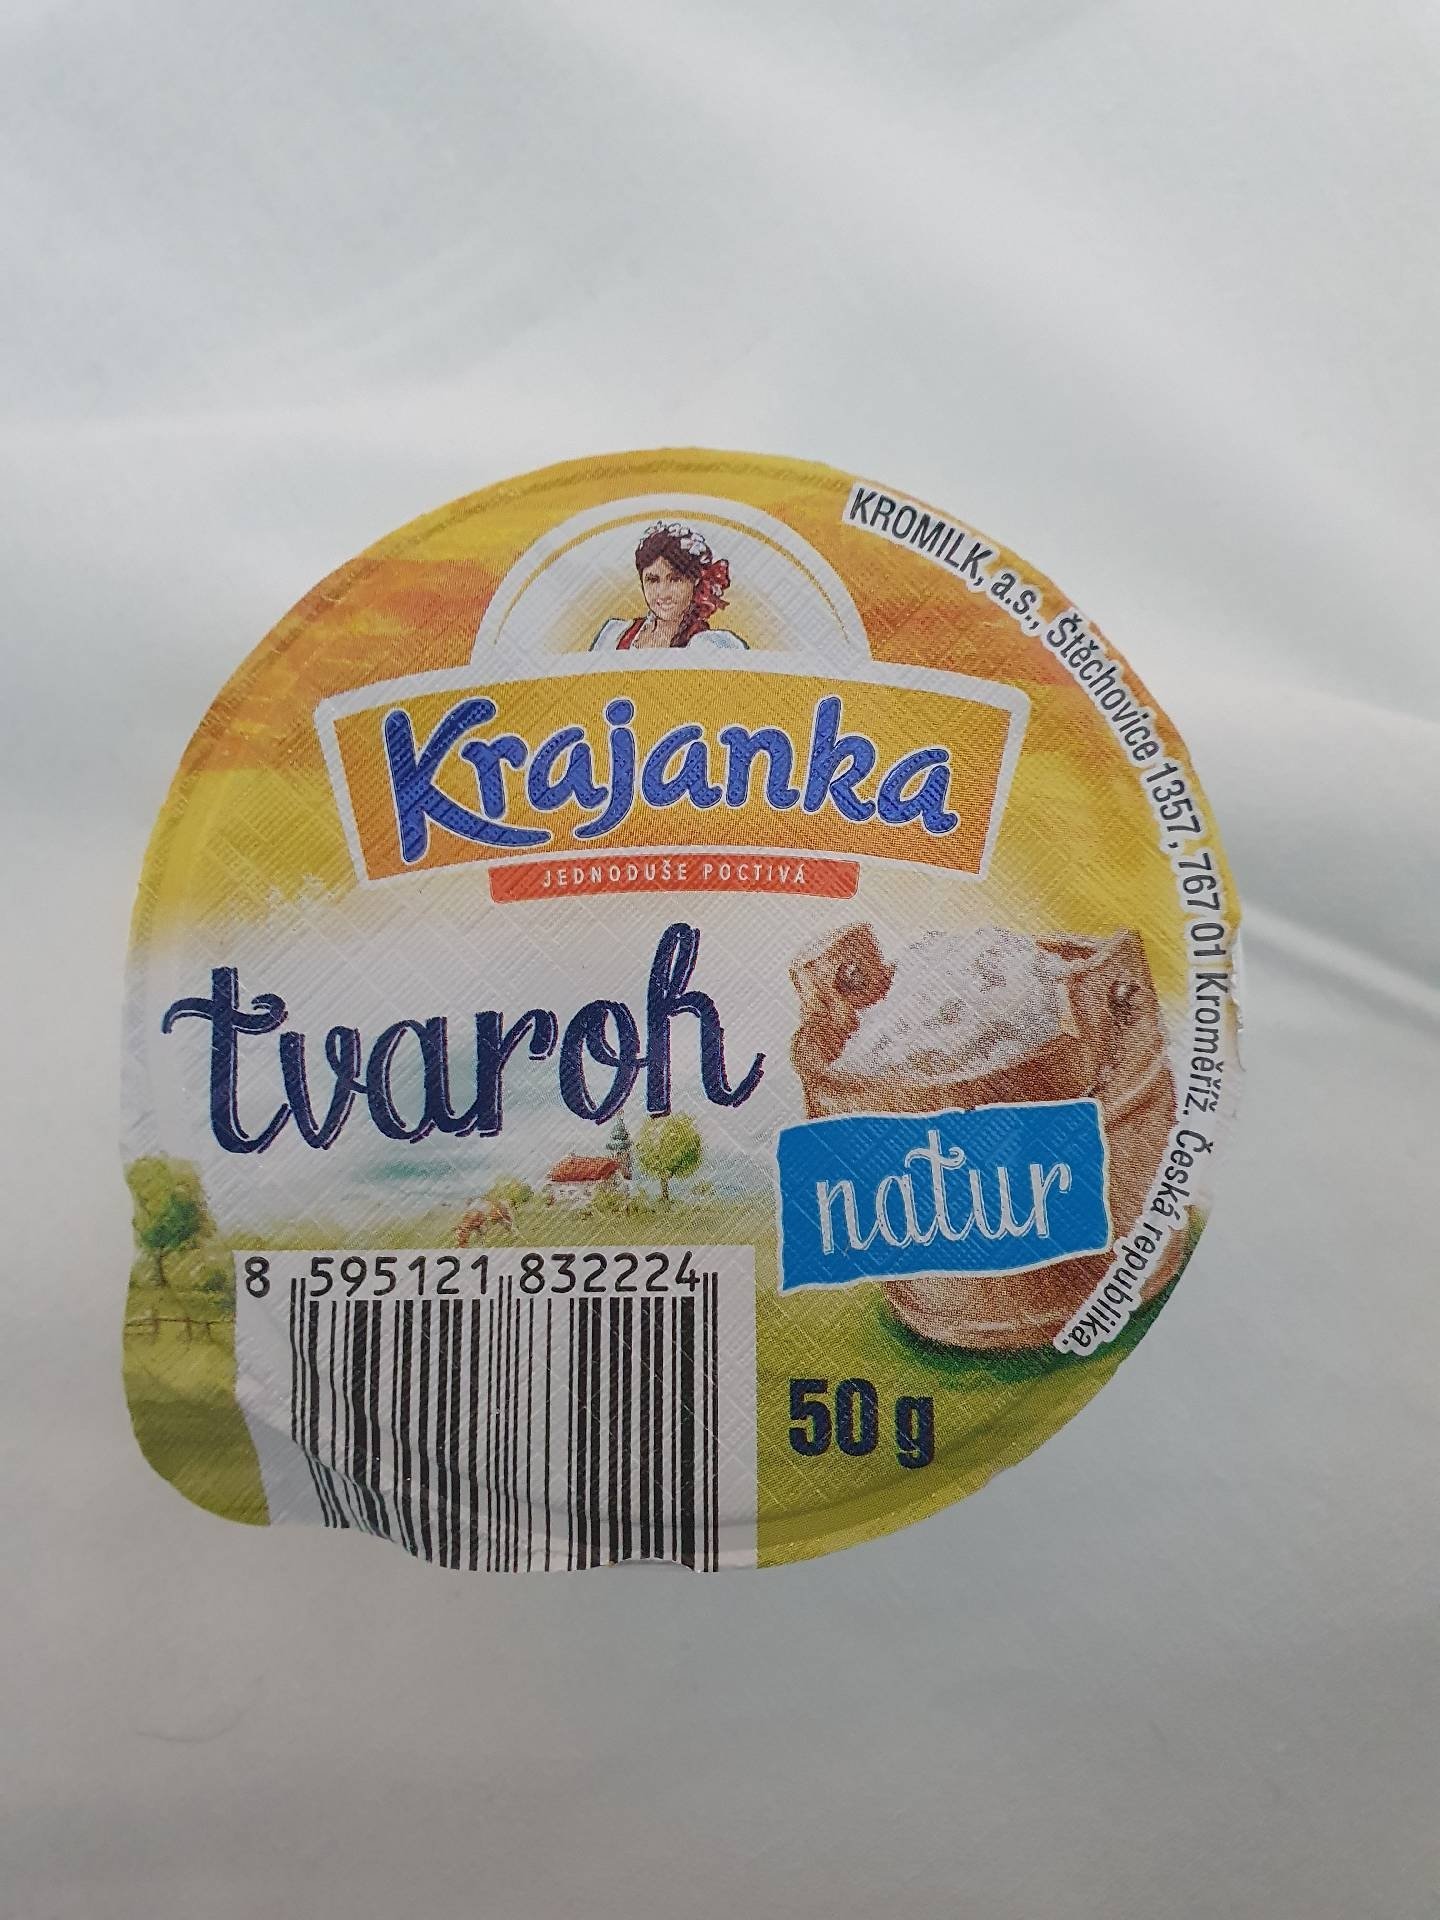 KROMILK, a.s., Štěchovice 1357, 767 01 Kroměříž. Česká republika.
Krajanka
JEDNODUŠE POCTIVÁ
tvaroh
natur
8 595121 832224
50 g